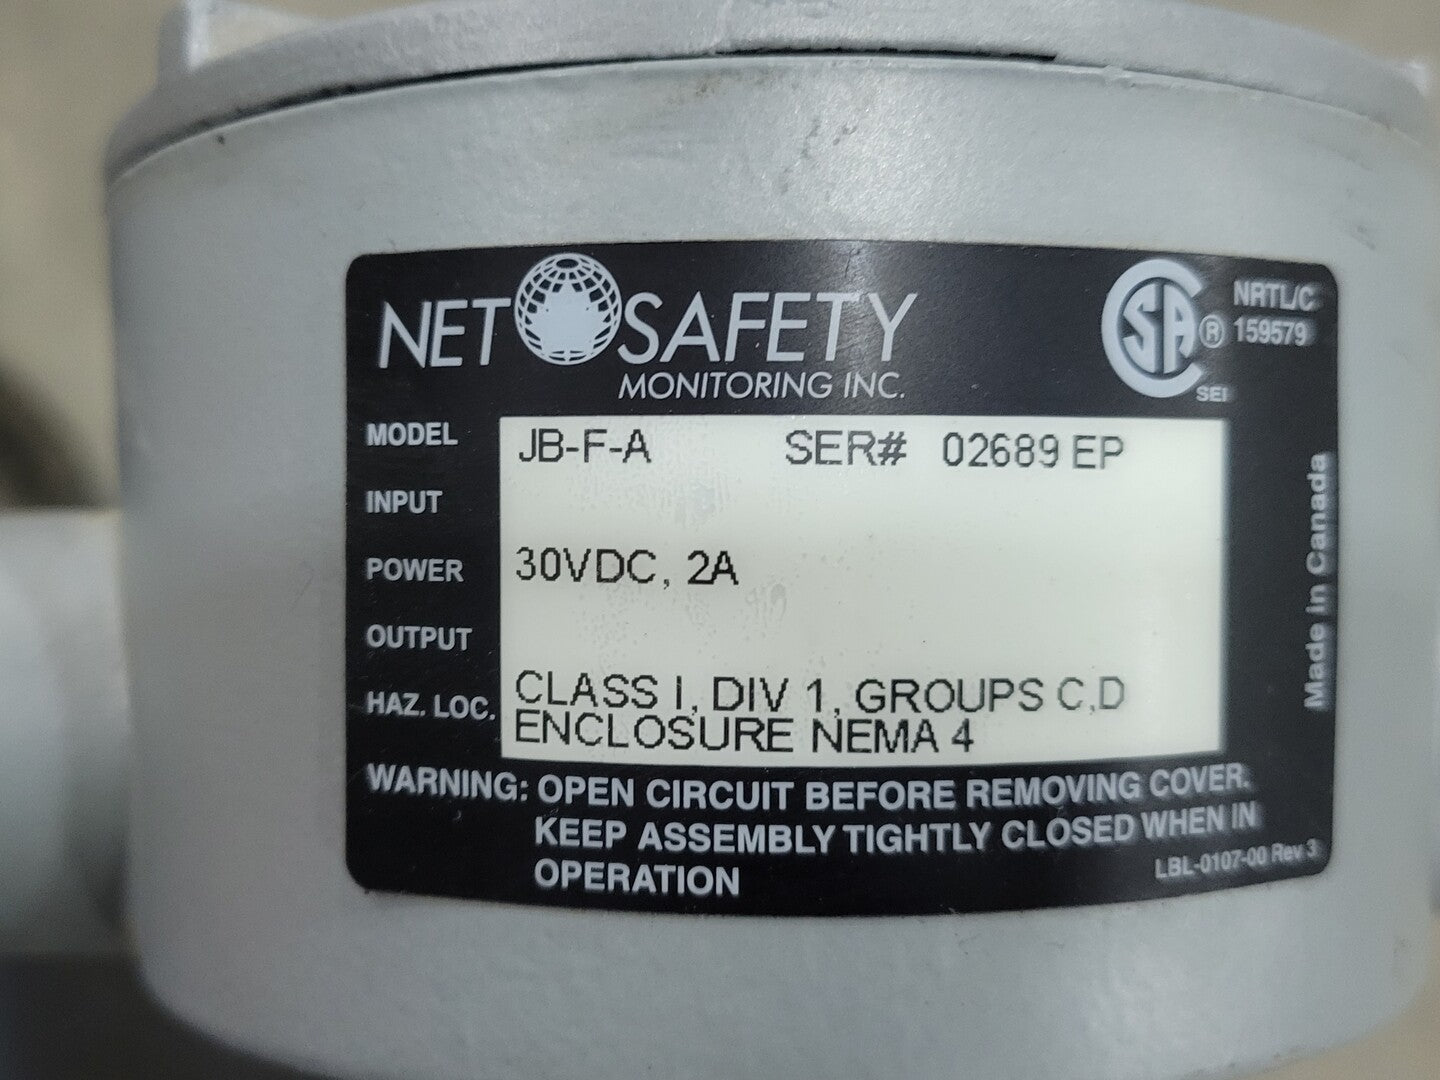 NET SAFETY
MONITORING INC.
SA ® NRTL/C
159579
SEI
MODEL JB-F-A SER# 02689 EP
INPUT
POWER 30VDC, 2A
OUTPUT
HAZ. LOC. CLASS I, DIV 1, GROUPS C,D
ENCLOSURE NEMA 4
Made in Canada
WARNING: OPEN CIRCUIT BEFORE REMOVING COVER.
KEEP ASSEMBLY TIGHTLY CLOSED WHEN IN
OPERATION
LBL-0107-00 Rev 3